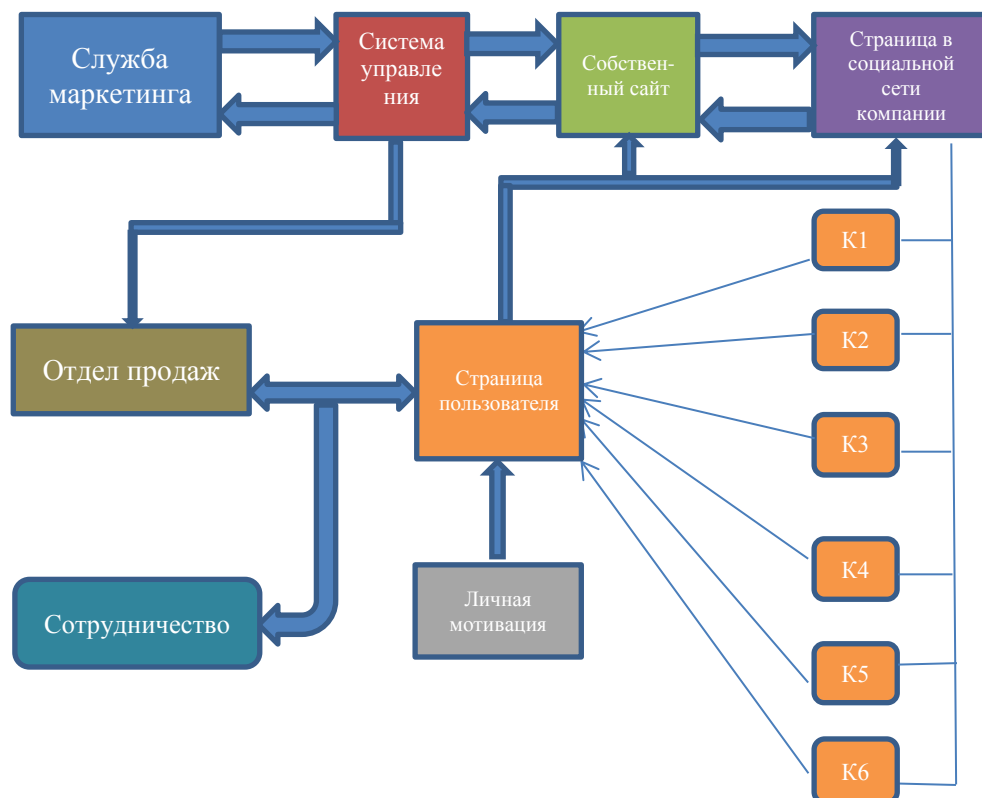 Служба
маркетинга
Система
управле
ния
Собствен-
ный сайт
Страница в
социальной
сети
компании
К1
К2
Отдел продаж
Страница
пользователя
К3
К4
Сотрудничество
Личная
мотивация
К5
К6